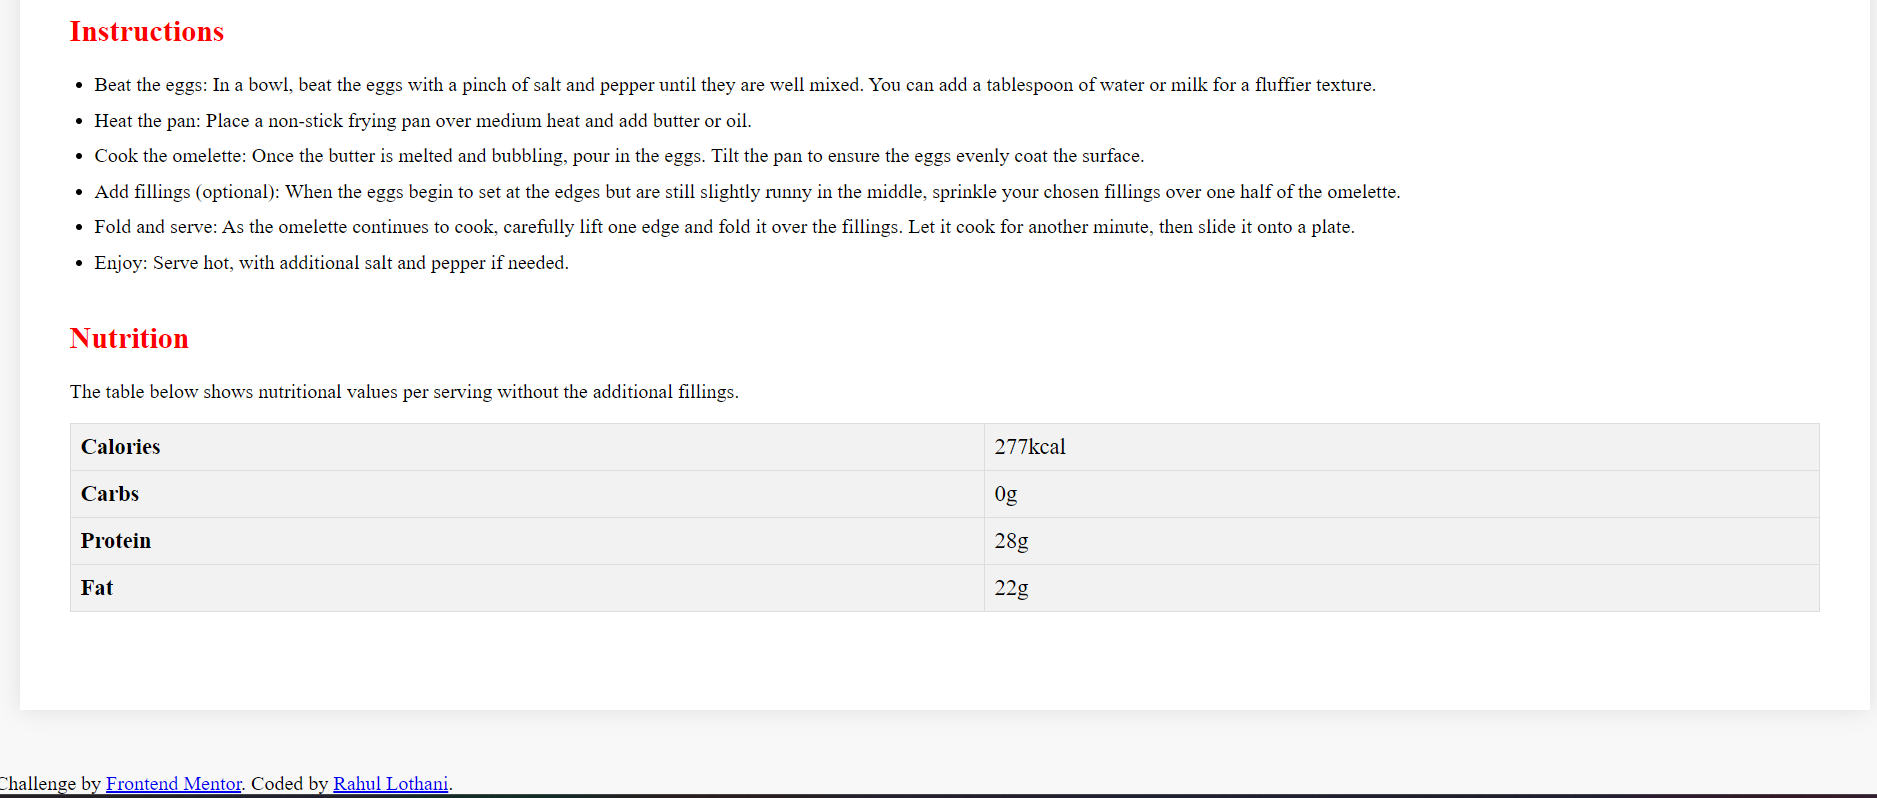 Instructions
• Beat the eggs: In a bowl, beat the eggs with a pinch of salt and pepper until they are well mixed. You can add a tablespoon of water or milk for a fluffier texture.
• Heat the pan: Place a non-stick frying pan over medium heat and add butter or oil.
• Cook the omelette: Once the butter is melted and bubbling, pour in the eggs. Tilt the pan to ensure the eggs evenly coat the surface.
• Add fillings (optional): When the eggs begin to set at the edges but are still slightly runny in the middle, sprinkle your chosen fillings over one half of the omelette.
• Fold and serve: As the omelette continues to cook, carefully lift one edge and fold it over the fillings. Let it cook for another minute, then slide it onto a plate.
• Enjoy: Serve hot, with additional salt and pepper if needed.
Nutrition
The table below shows nutritional values per serving without the additional fillings.
Calories 277kcal
Carbs 0g
Protein 28g
Fat 22g
Challenge by Frontend Mentor. Coded by Rahul Lothani.